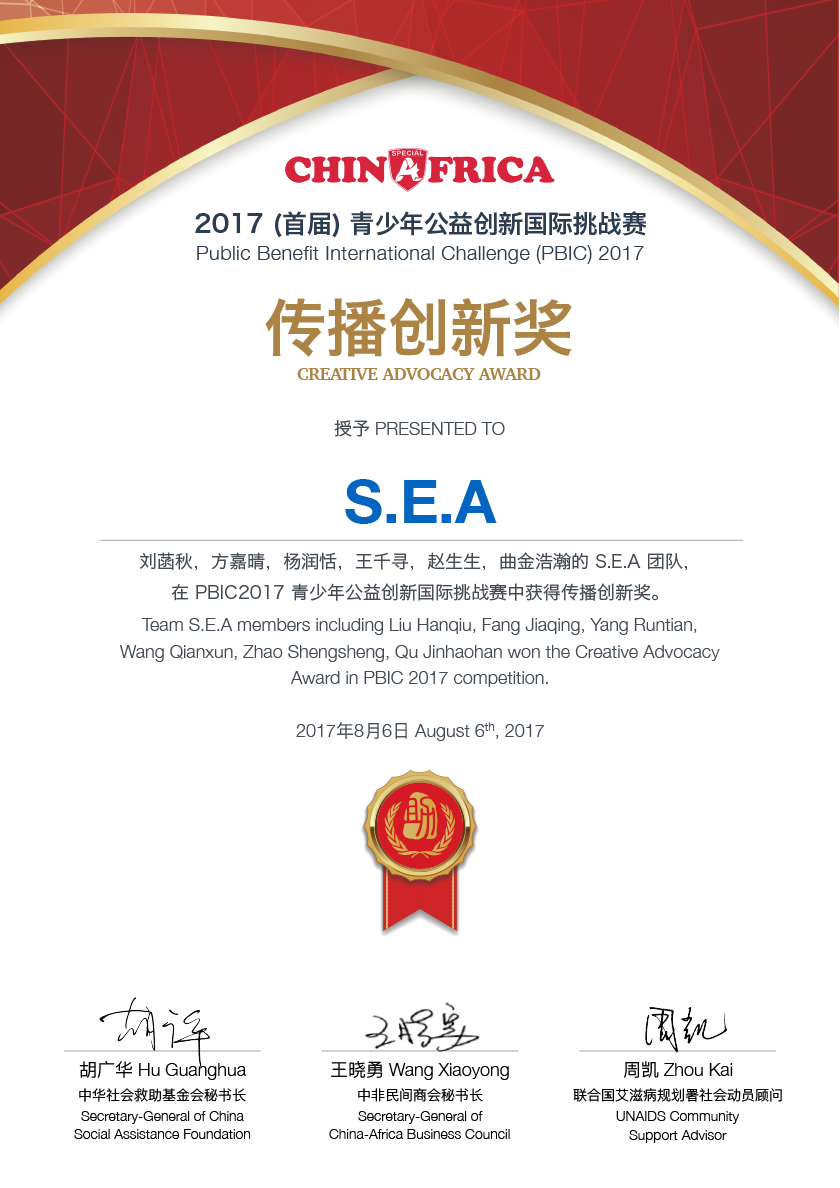 CHINAFRICA
SPECIAL
2017 (首届) 青少年公益创新国际挑战赛
Public Benefit International Challenge (PBIC) 2017
传播创新奖
CREATIVE ADVOCACY AWARD
授予 PRESENTED TO
S.E.A
刘菡秋，方嘉晴，杨润恬，王千寻，赵生生，曲金浩瀚的 S.E.A 团队，
在 PBIC2017 青少年公益创新国际挑战赛中获得传播创新奖。
Team S.E.A members including Liu Hanqiu, Fang Jiaqing, Yang Runtian,
Wang Qianxun, Zhao Shengsheng, Qu Jinhaohan won the Creative Advocacy
Award in PBIC 2017 competition.
2017年8月6日 August 6th, 2017
胡广华 Hu Guanghua
中华社会救助基金会秘书长
Secretary-General of China
Social Assistance Foundation
王晓勇 Wang Xiaoyong
中非民间商会秘书长
Secretary-General of
China-Africa Business Council
周凯
周凯 Zhou Kai
联合国艾滋病规划署社会动员顾问
UNAIDS Community
Support Advisor